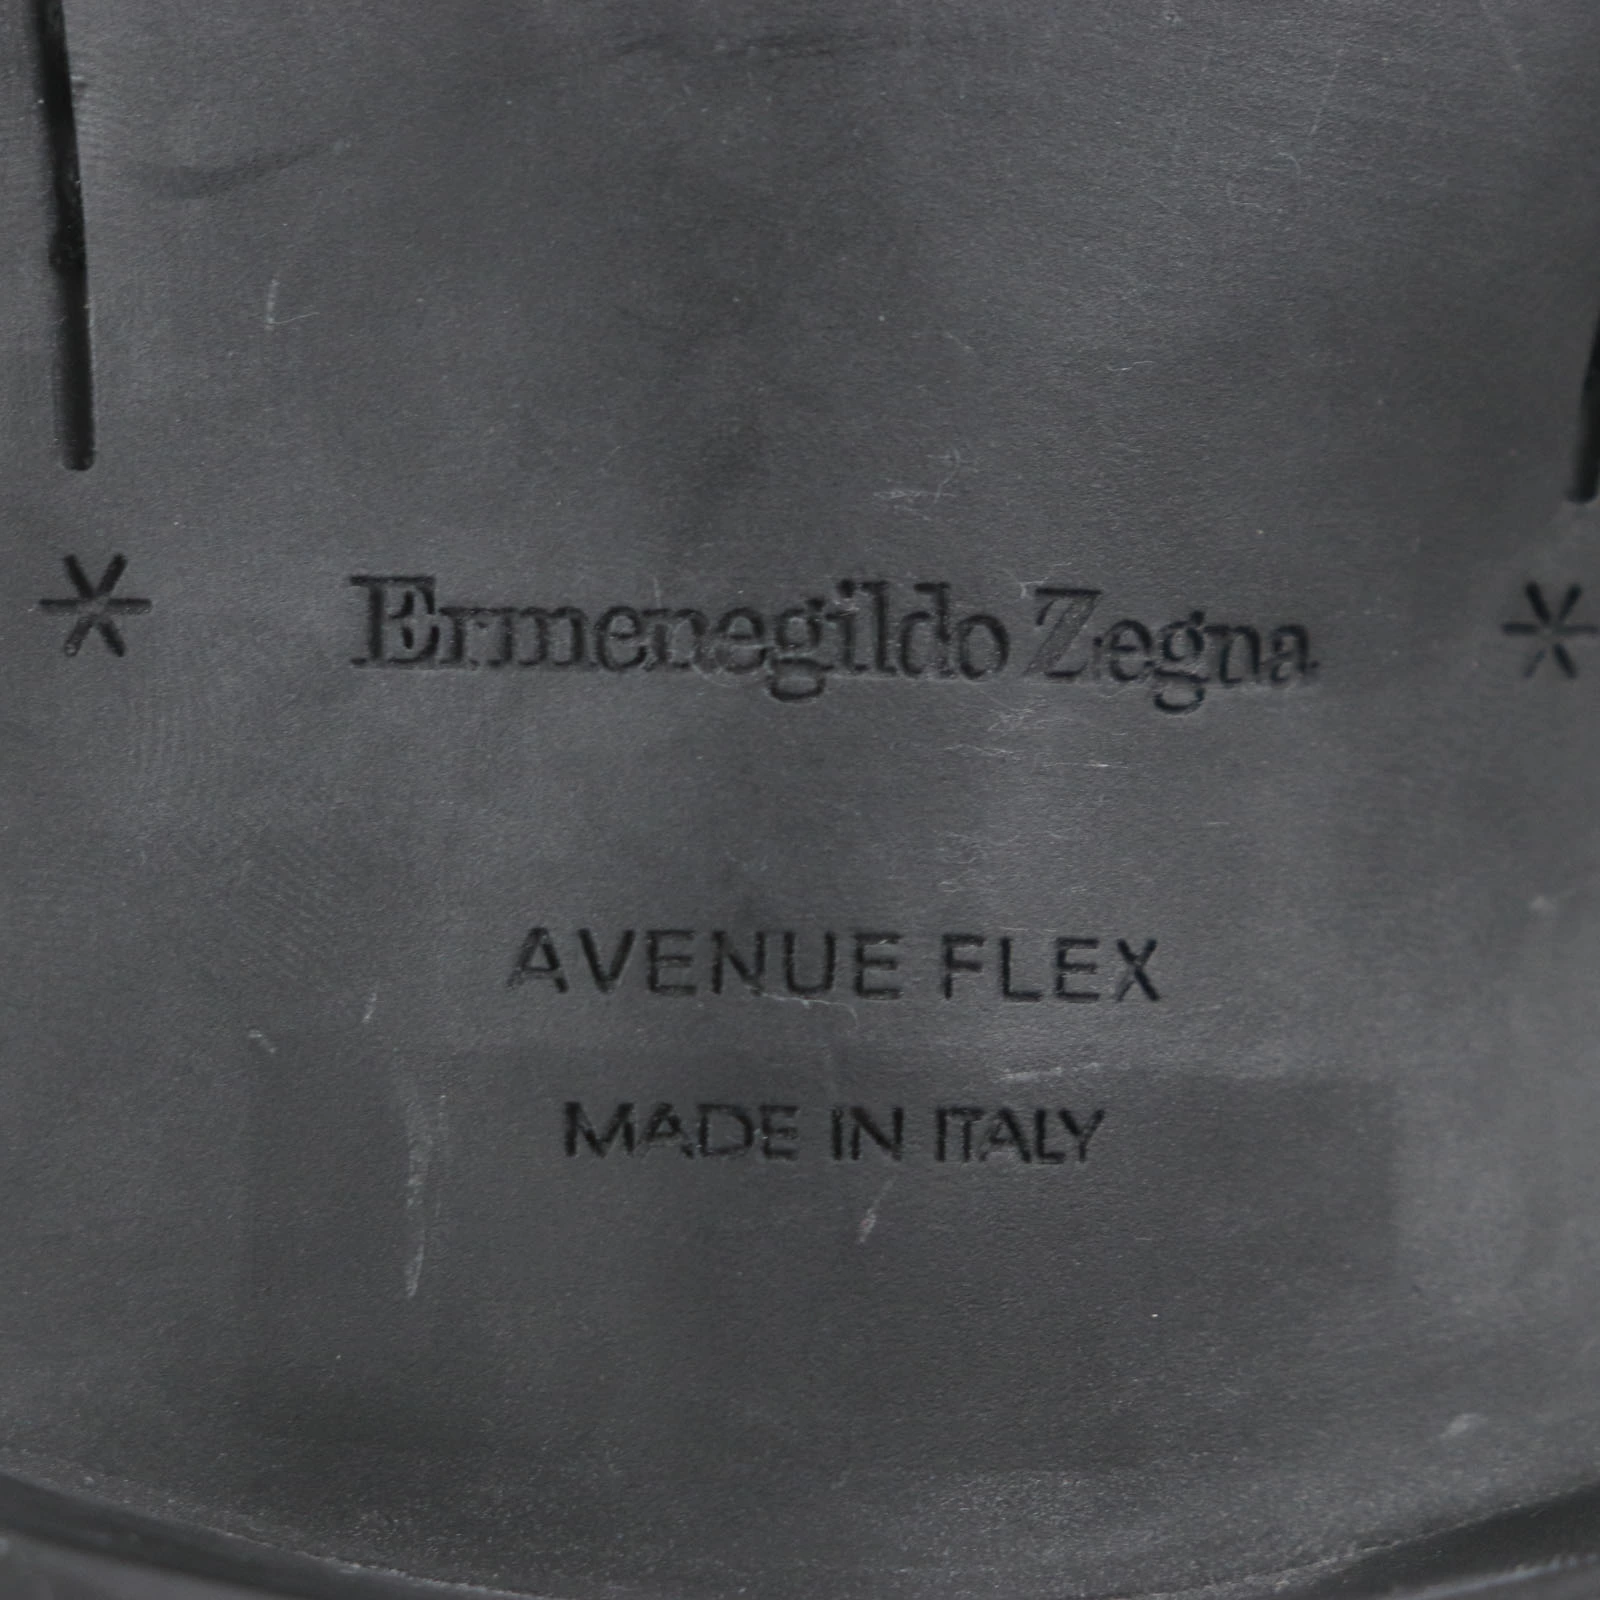 Ermenegildo Zegna
AVENUE FLEX
MADE IN ITALY